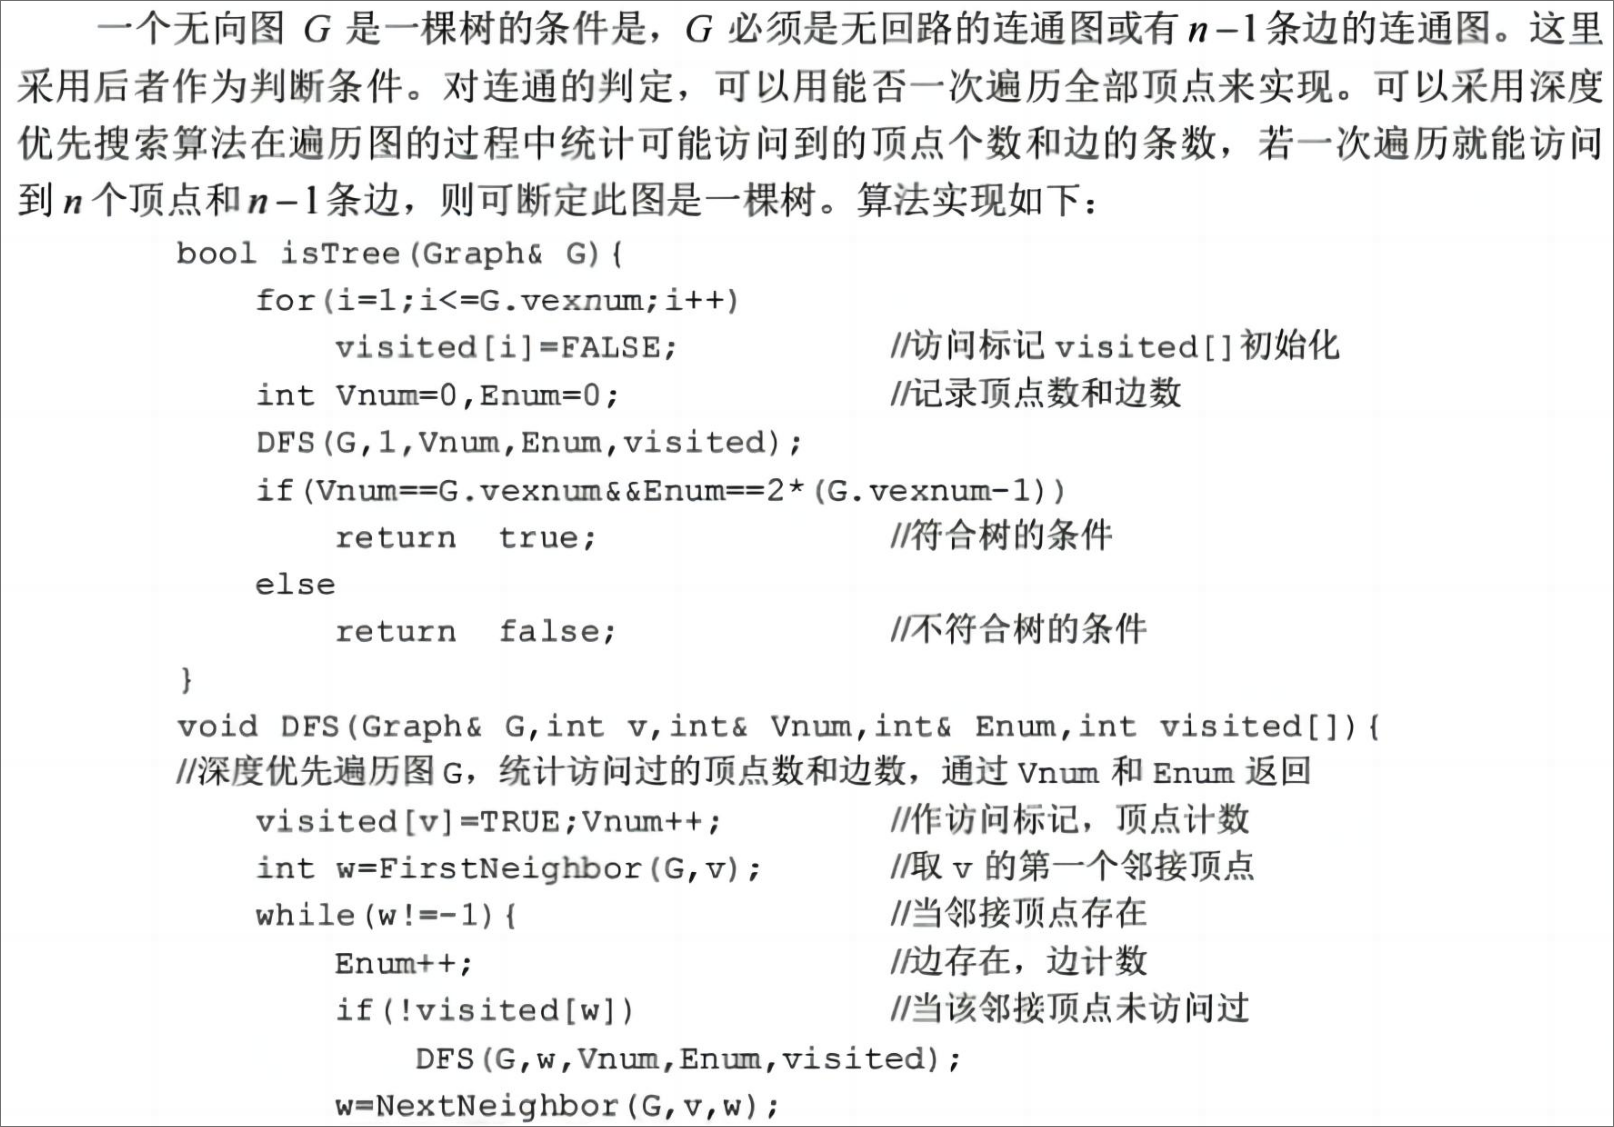 一个无向图 G 是一棵树的条件是，G 必须是无回路的连通图或有 n−1 条边的连通图。这里
采用后者作为判断条件。对连通的判定，可以用能否一次遍历全部顶点来实现。可以采用深度
优先搜索算法在遍历图的过程中统计可能访问到的顶点个数和边的条数，若一次遍历就能访问
到 n 个顶点和 n−1 条边，则可断定此图是一棵树。算法实现如下：
bool isTree(Graph& G){
for(i=1;i<=G.vexnum;i++)
visited[i]=FALSE; //访问标记 visited[]初始化
int Vnum=0,Enum=0; //记录顶点数和边数
DFS(G,1,Vnum,Enum,visited);
if(Vnum==G.vexnum&&Enum==2*(G.vexnum-1))
return true; //符合树的条件
else
return false; //不符合树的条件
}
void DFS(Graph& G,int v,int& Vnum,int& Enum,int visited[]){
//深度优先遍历图 G，统计访问过的顶点数和边数，通过 Vnum 和 Enum 返回
visited[v]=TRUE;Vnum++; //作访问标记，顶点计数
int w=FirstNeighbor(G,v); //取 v 的第一个邻接顶点
while(w!=-1){ //当邻接顶点存在
Enum++; //边存在，边计数
if(!visited[w]) //当该邻接顶点未访问过
DFS(G,w,Vnum,Enum,visited);
w=NextNeighbor(G,v,w);